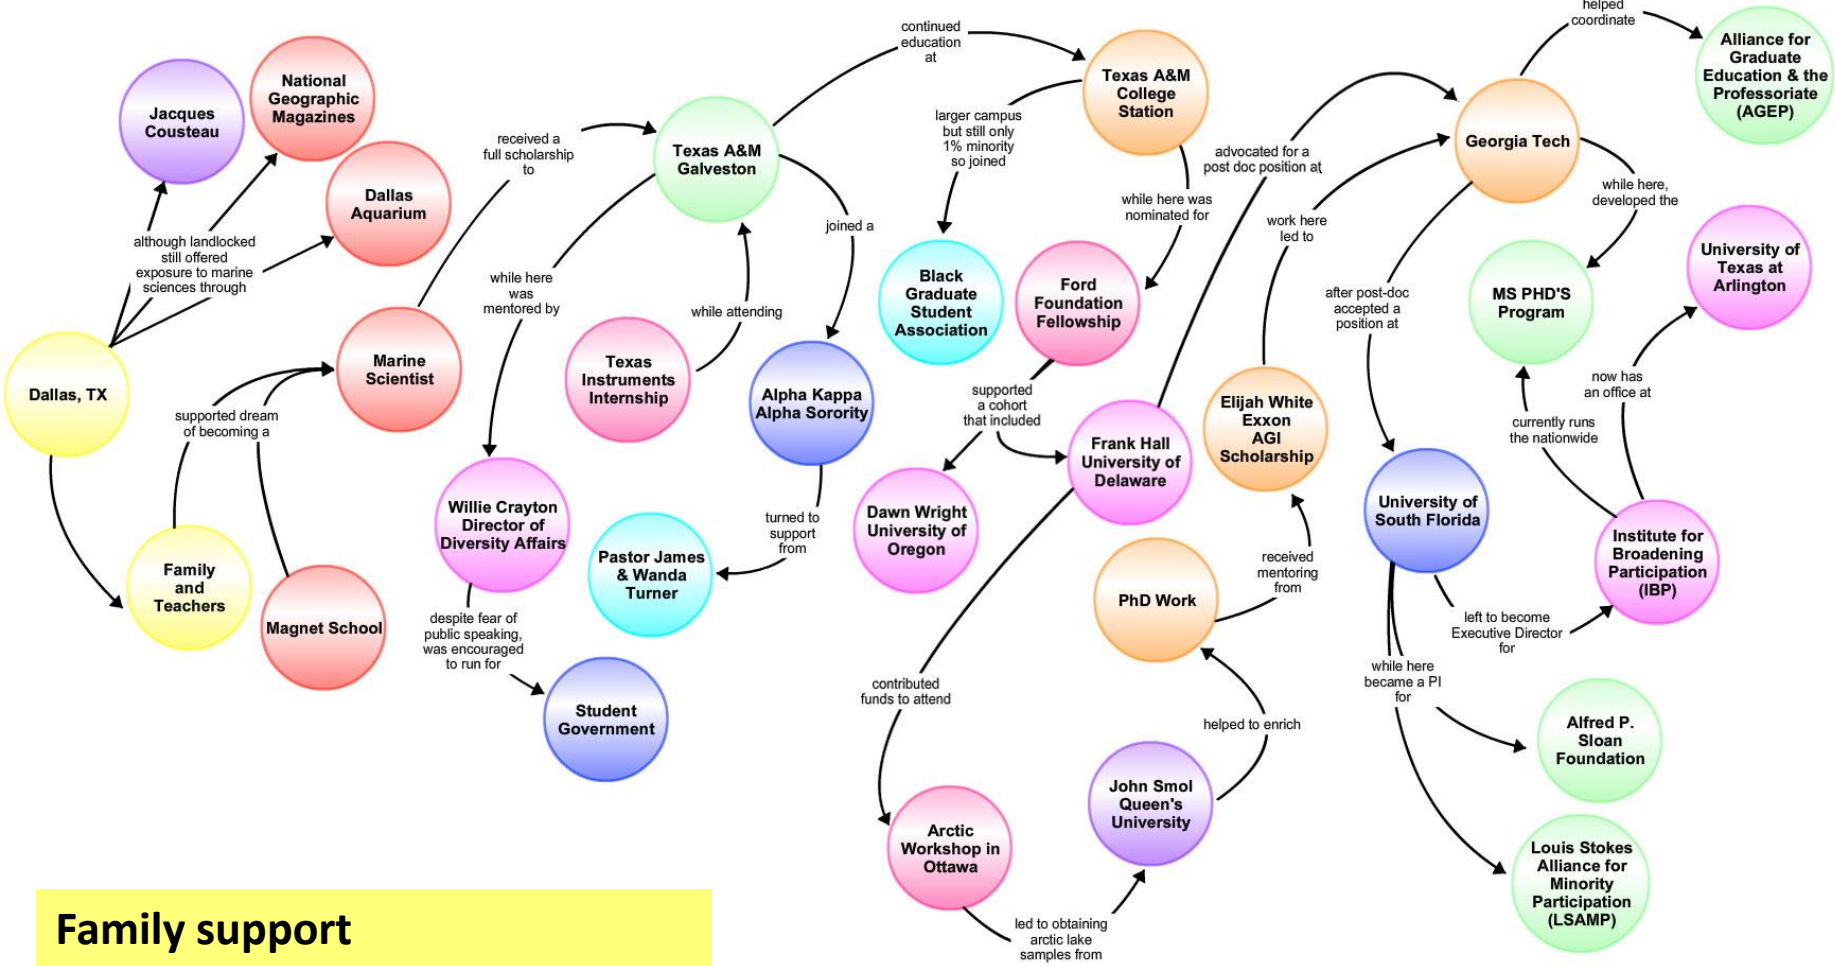 Jacques
Cousteau
National
Geographic
Magazines
Dallas
Aquarium
although landlocked
still offered
exposure to marine
sciences through
Dallas, TX
supported dream
of becoming a
Family
and
Teachers
Magnet School
Marine
Scientist
received a
full scholarship
to
Texas A&M
Galveston
continued
education
at
while here
was
mentored by
Texas
Instruments
Internship
while attending
joined a
Alpha Kappa
Alpha Sorority
Willie Crayton
Director of
Diversity Affairs
despite fear of
public speaking,
was encouraged
to run for
Student
Government
turned to
support
from
Pastor James
& Wanda
Turner
Texas A&M
College
Station
larger campus
but still only
1% minority
so joined
Black
Graduate
Student
Association
while here was
nominated for
Ford
Foundation
Fellowship
supported
a cohort
that included
Dawn Wright
University of
Oregon
Frank Hall
University of
Delaware
advocated for a
post doc position at
contributed
funds to attend
Arctic
Workshop in
Ottawa
led to obtaining
arctic lake
samples from
John Smol
Queen's
University
helped to enrich
PhD Work
received
mentoring
from
Elijah White
Exxon
AGI
Scholarship
work here
led to
Georgia Tech
helped
coordinate
Alliance for
Graduate
Education & the
Professoriate
(AGEP)
while here,
developed the
MS PHD'S
Program
University of
Texas at
Arlington
now has
an office at
currently runs
the nationwide
after post-doc
accepted a
position at
University of
South Florida
Institute for
Broadening
Participation
(IBP)
left to become
Executive Director
for
while here
became a PI
for
Alfred P.
Sloan
Foundation
Louis Stokes
Alliance for
Minority
Participation
(LSAMP)
Family support